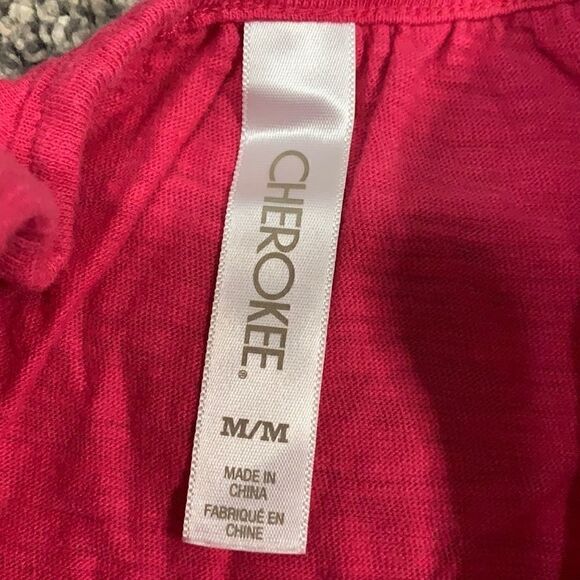 CHEROKEE®
M/M
MADE IN
CHINA
FABRIQUÉ EN
CHINE